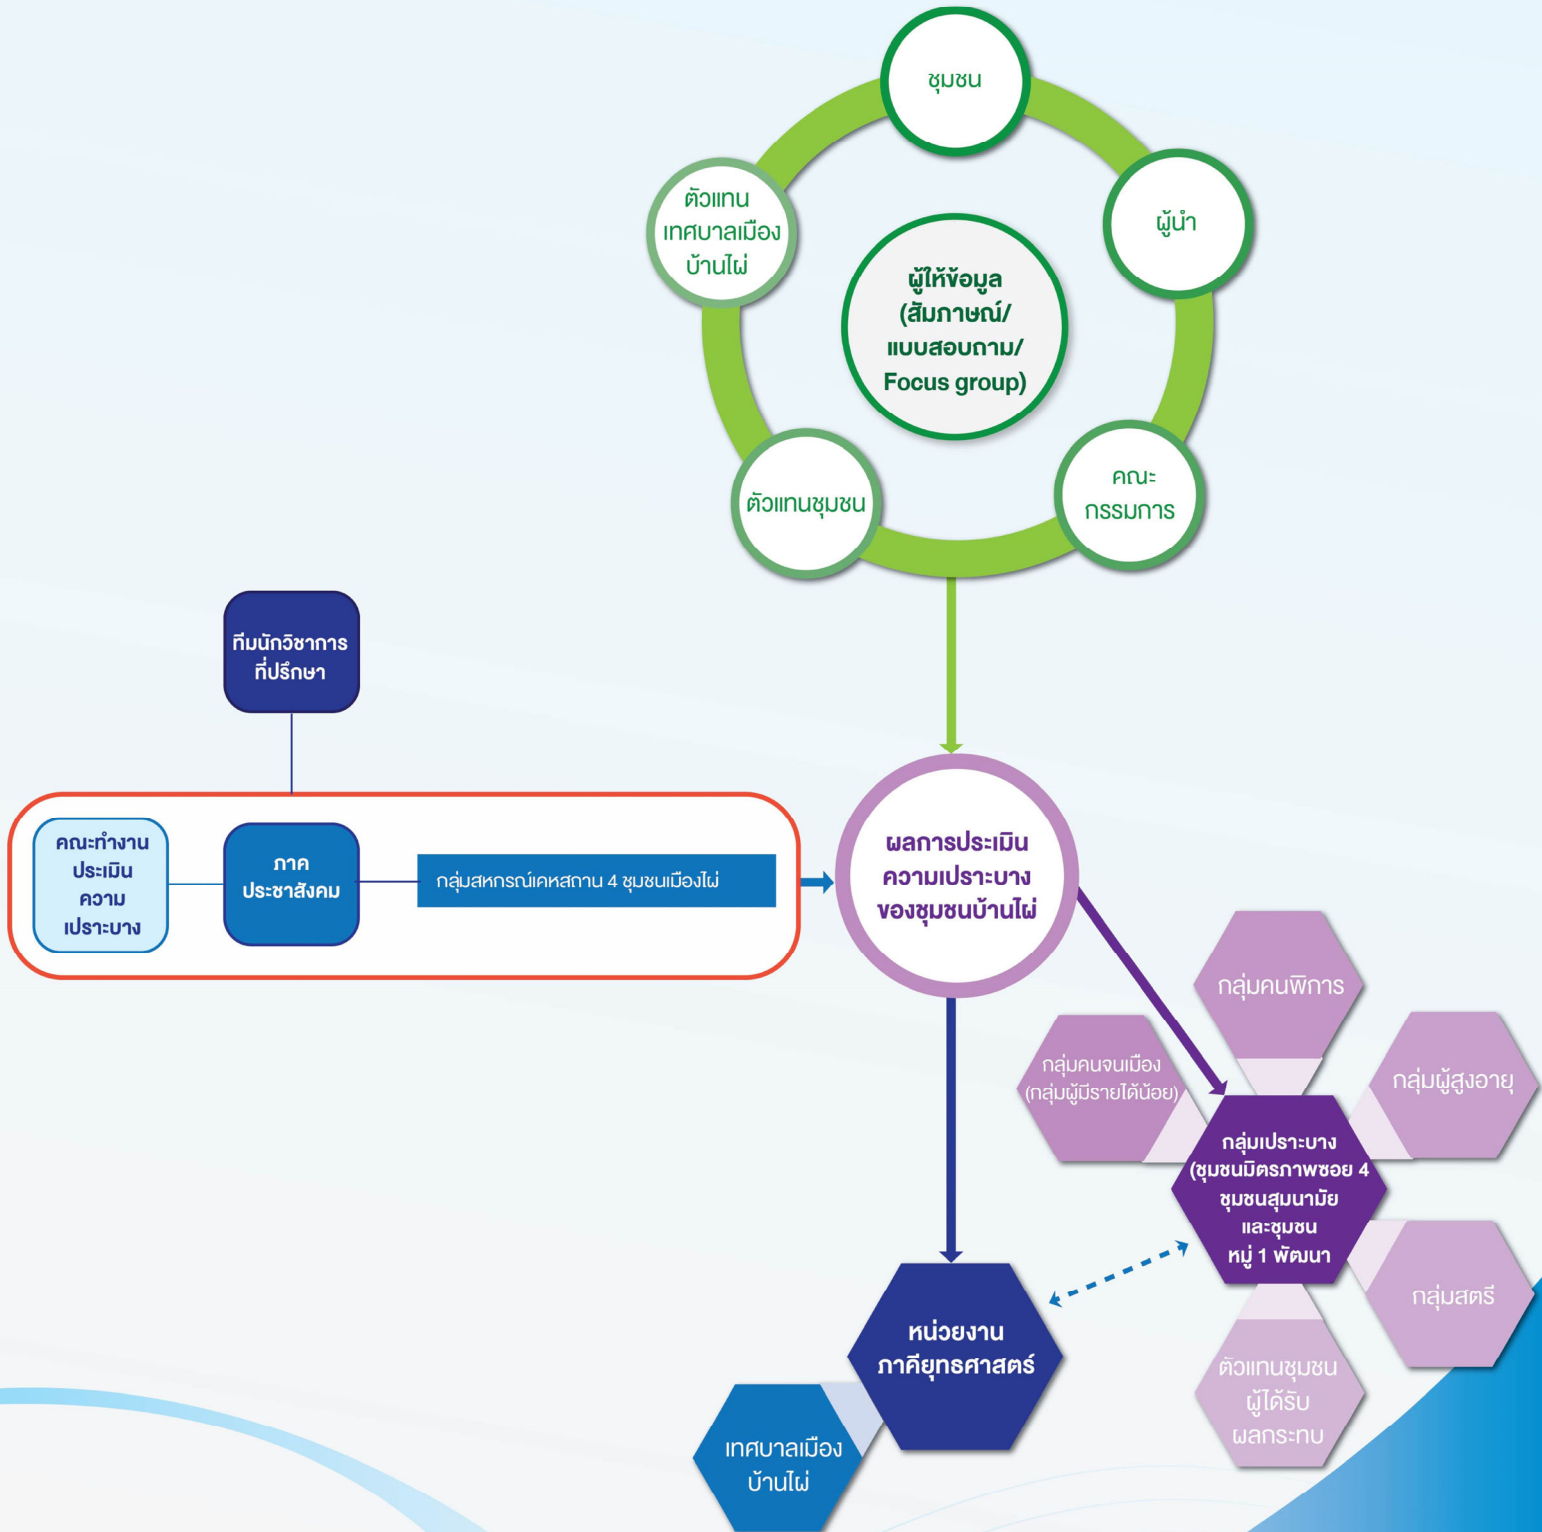 ชุมชน
ตัวแทน
เทศบาลเมือง
บ้านไผ่
ผู้นำ
ผู้ให้ข้อมูล
(สัมภาษณ์/
แบบสอบถาม/
Focus group)
คณะ
กรรมการ
ตัวแทนชุมชน
ทีมนักวิชาการ
ที่ปรึกษา
คณะทำงาน
ประเมิน
ความ
เปราะบาง
ภาค
ประชาสังคม
กลุ่มสหกรณ์เคหสถาน 4 ชุมชนเมืองไผ่
ผลการประเมิน
ความเปราะบาง
ของชุมชนบ้านไผ่
กลุ่มคนพิการ
กลุ่มคนจนเมือง
(กลุ่มผู้มีรายได้น้อย)
กลุ่มผู้สูงอายุ
กลุ่มเปราะบาง
(ชุมชนมิตรภาพซอย 4
ชุมชนสุมนามัย
และชุมชน
หมู่ 1 พัฒนา
กลุ่มสตรี
ตัวแทนชุมชน
ผู้ได้รับ
ผลกระทบ
หน่วยงาน
ภาคียุทธศาสตร์
เทศบาลเมือง
บ้านไผ่